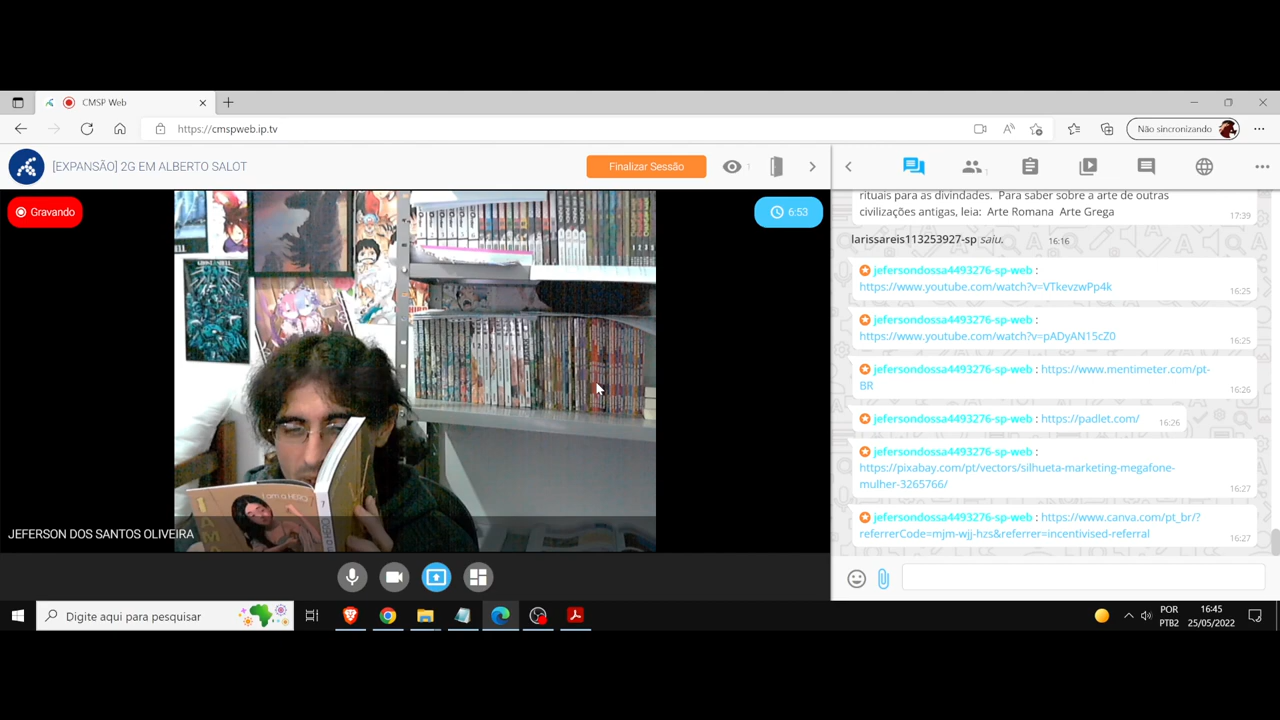 CMSP Web
https://cmspweb.ip.tv
Não sincronizando
[EXPANSÃO] 2G EM ALBERTO SALOT
Finalizar Sessão
1
1
Gravando
6:53
rituais para as divindades. Para saber sobre a arte de outras
civilizações antigas, leia: Arte Romana Arte Grega
17:39
larissareis113253927-sp saiu. 16:16
jefersondossa4493276-sp-web :
https://www.youtube.com/watch?v=VTkevzwPp4k
16:25
jefersondossa4493276-sp-web :
https://www.youtube.com/watch?v=pADyAN15cZ0
16:25
jefersondossa4493276-sp-web : https://www.mentimeter.com/pt-
BR
16:26
jefersondossa4493276-sp-web : https://padlet.com/
16:26
jefersondossa4493276-sp-web :
https://pixabay.com/pt/vectors/silhueta-marketing-megafone-
mulher-3265766/
16:27
jefersondossa4493276-sp-web : https://www.canva.com/pt_br/?
referrerCode=mjm-wjj-hzs&referrer=incentivised-referral
16:27
I am a HERO
JEFERSON DOS SANTOS OLIVEIRA
Digite aqui para pesquisar
POR
PTB2
16:45
25/05/2022